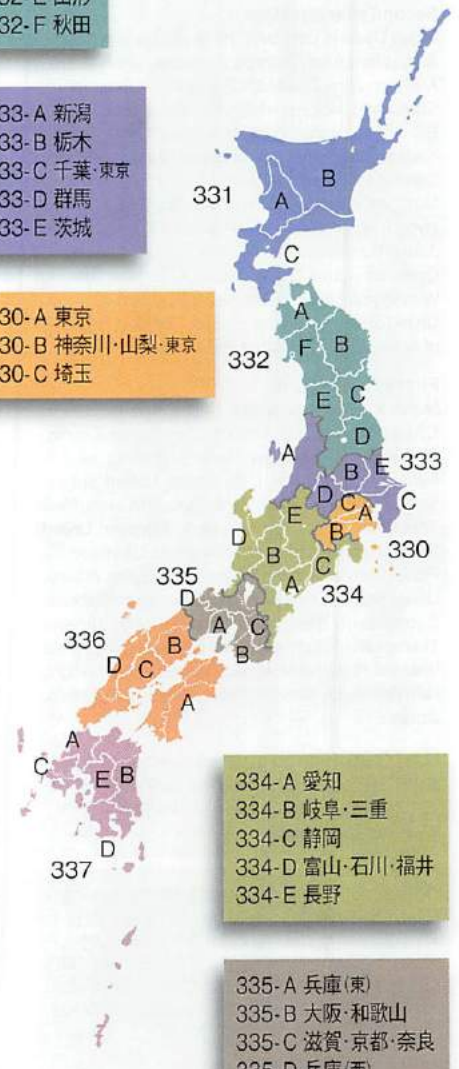 32-F 秋田
33-A 新潟
33-B 栃木
33-C 千葉・東京
33-D 群馬
33-E 茨城
30-A 東京
30-B 神奈川・山梨・東京
30-C 埼玉
331
A
B
C
332
A
F
B
E
C
D
333
A
B
E
D
C
330
C
A
B
334
E
D
B
C
A
335
D
A
C
B
336
B
D
C
A
337
A
C
E
B
D
334-A 愛知
334-B 岐阜・三重
334-C 静岡
334-D 富山・石川・福井
334-E 長野
335-A 兵庫(東)
335-B 大阪・和歌山
335-C 滋賀・京都・奈良
335-D 兵庫(西)